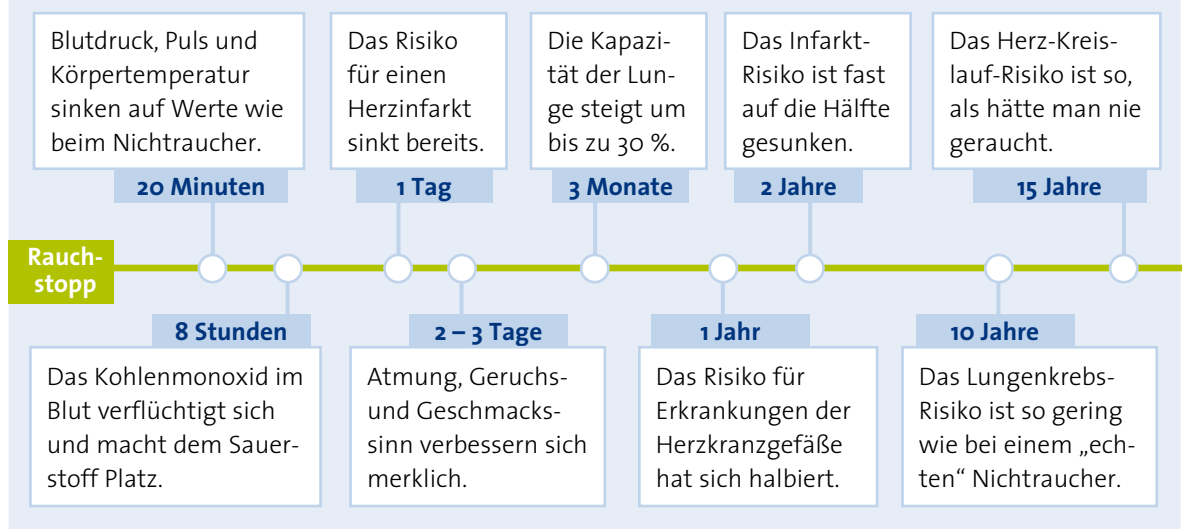 Blutdruck, Puls und
Körpertemperatur
sinken auf Werte wie
beim Nichtraucher.
20 Minuten
Das Risiko
für einen
Herzinfarkt
sinkt bereits.
1 Tag
Die Kapazi-
tät der Lun-
ge steigt um
bis zu 30 %.
3 Monate
Das Infarkt-
Risiko ist fast
auf die Hälfte
gesunken.
2 Jahre
Das Herz-Kreis-
lauf-Risiko ist so,
als hätte man nie
geraucht.
15 Jahre
Rauch-
stopp
8 Stunden
Das Kohlenmonoxid im
Blut verflüchtigt sich
und macht dem Sauer-
stoff Platz.
2 – 3 Tage
Atmung, Geruchs-
und Geschmacks-
sinn verbessern sich
merklich.
1 Jahr
Das Risiko für
Erkrankungen der
Herzkranzgefäße
hat sich halbiert.
10 Jahre
Das Lungenkrebs-
Risiko ist so gering
wie bei einem „ech-
ten“ Nichtraucher.